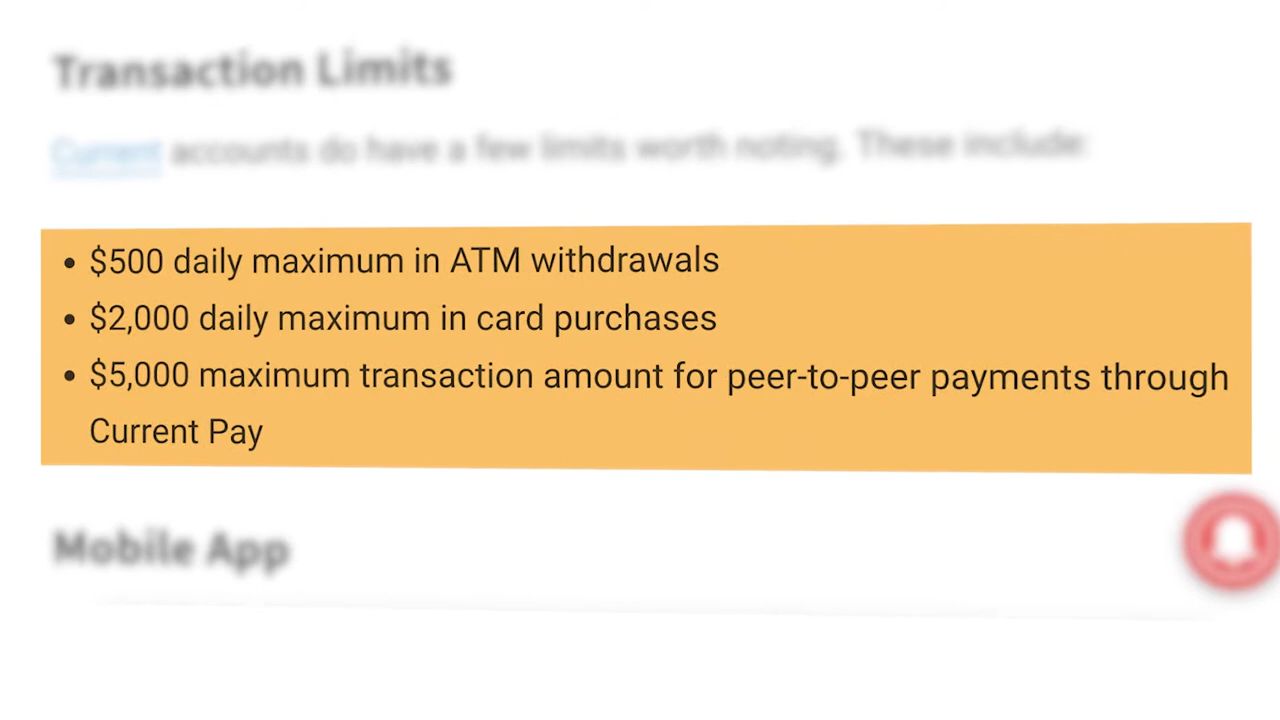 Transaction Limits
Current accounts do have a few limits worth noting. These include:
• $500 daily maximum in ATM withdrawals
• $2,000 daily maximum in card purchases
• $5,000 maximum transaction amount for peer-to-peer payments through
Current Pay
Mobile App